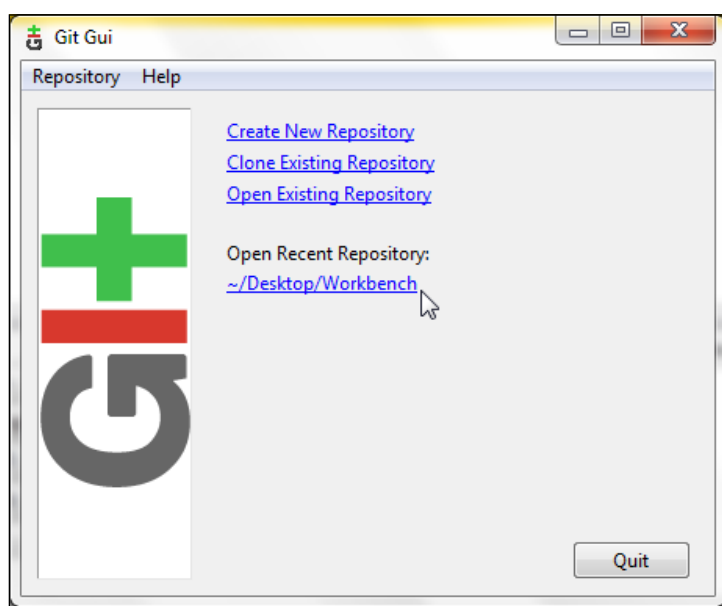 Git Gui
Repository Help
Create New Repository
Clone Existing Repository
Open Existing Repository
Open Recent Repository:
~/Desktop/Workbench
Quit
GIt